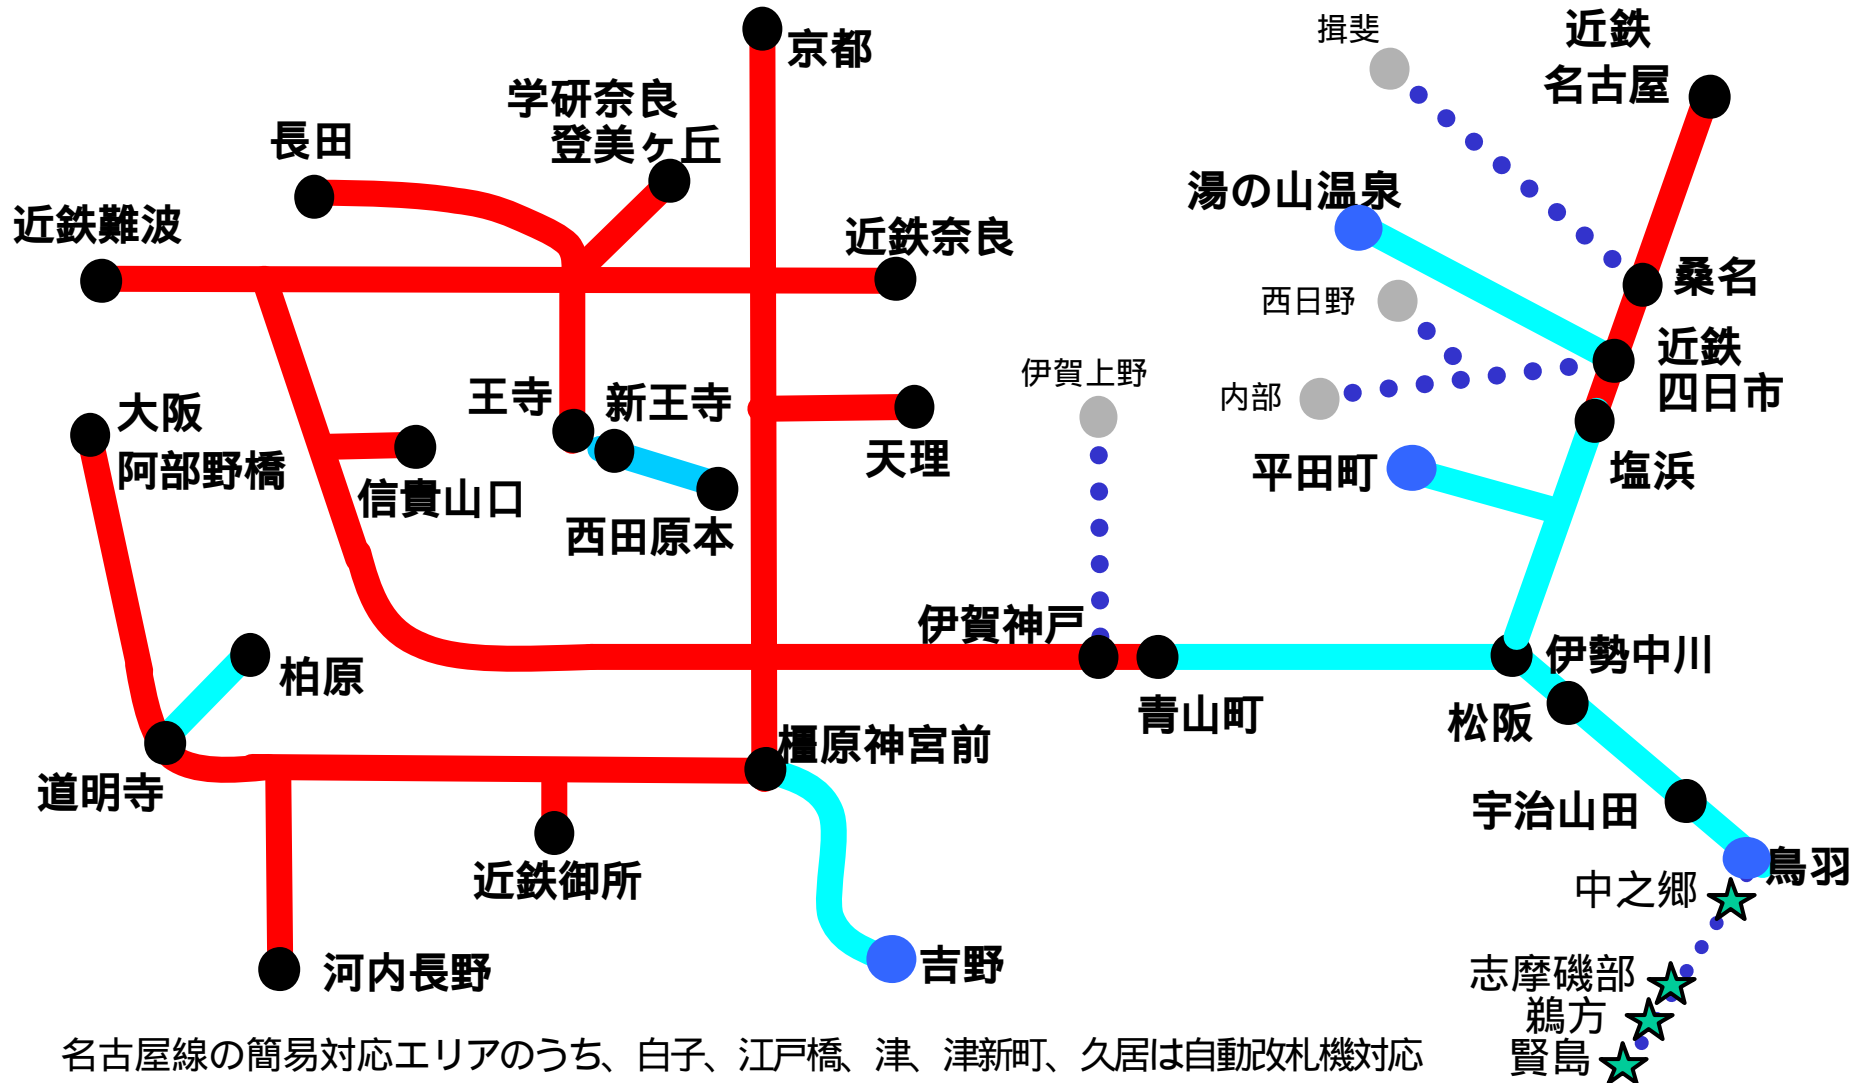 京都
揖斐
近鉄
名古屋
学研奈良
登美ヶ丘
長田
湯の山温泉
近鉄難波
近鉄奈良
桑名
西日野
近鉄
四日市
伊賀上野
内部
王寺
新王寺
大阪
阿部野橋
天理
平田町
塩浜
信貴山口
西田原本
伊賀神戸
伊勢中川
柏原
青山町
松阪
橿原神宮前
道明寺
宇治山田
近鉄御所
鳥羽
中之郷
河内長野
吉野
志摩磯部
鵜方
名古屋線の簡易対応エリアのうち、白子、江戸橋、津、津新町、久居は自動改札機対応
賢島